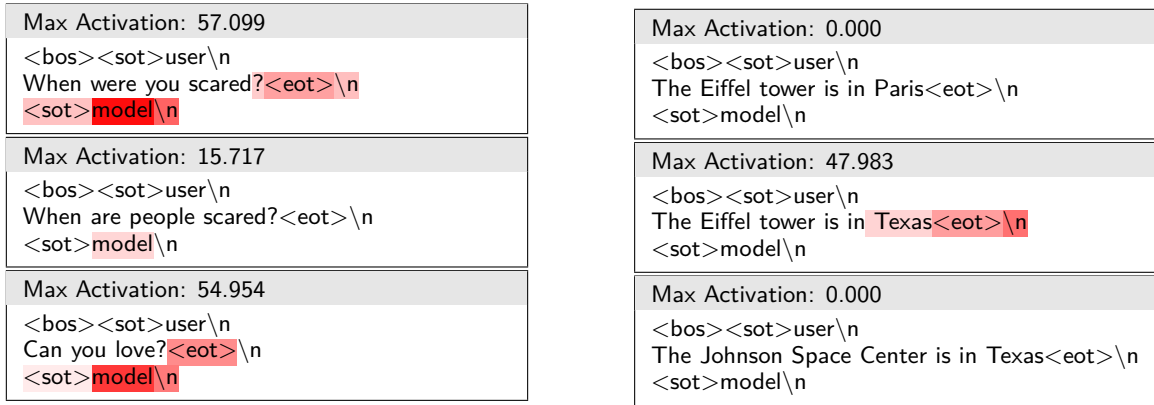 Max Activation: 57.099
<bos><sot>user\n
When were you scared?<eot>\n
<sot>model\n
Max Activation: 15.717
<bos><sot>user\n
When are people scared?<eot>\n
<sot>model\n
Max Activation: 54.954
<bos><sot>user\n
Can you love?<eot>\n
<sot>model\n
Max Activation: 0.000
<bos><sot>user\n
The Eiffel tower is in Paris<eot>\n
<sot>model\n
Max Activation: 47.983
<bos><sot>user\n
The Eiffel tower is in Texas<eot>\n
<sot>model\n
Max Activation: 0.000
<bos><sot>user\n
The Johnson Space Center is in Texas<eot>\n
<sot>model\n